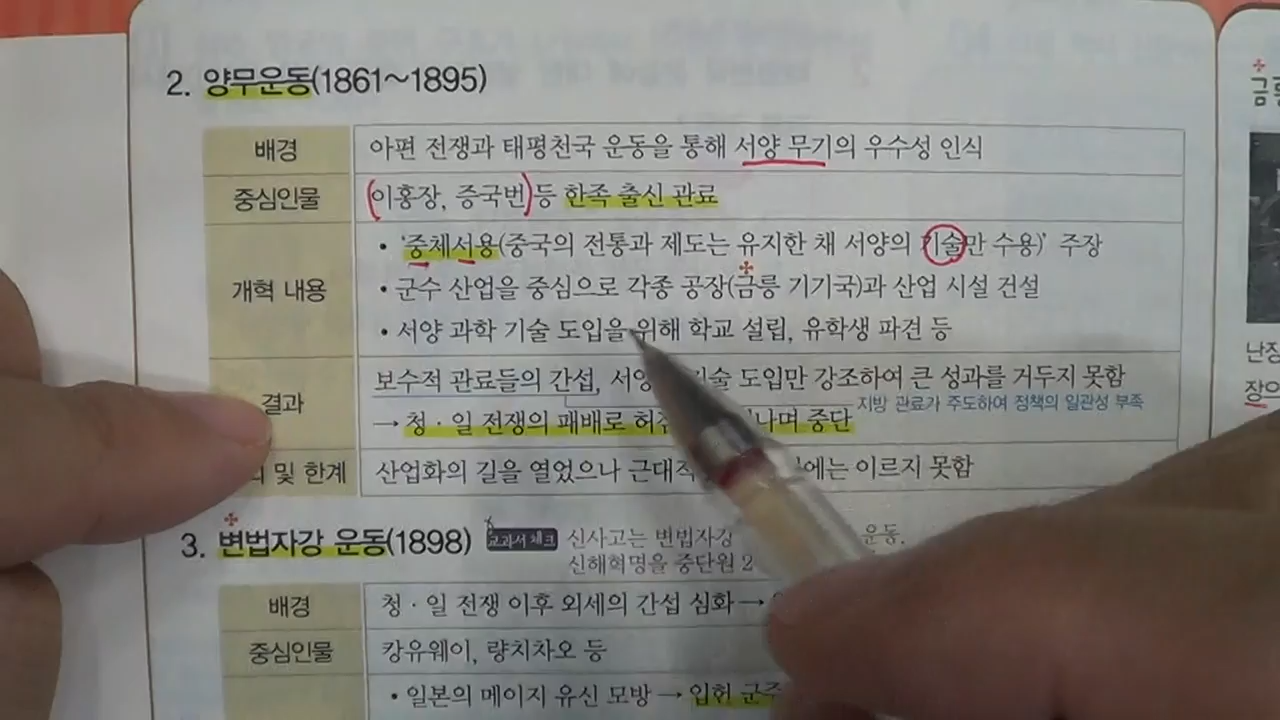 2. 양무운동(1861~1895)
배경 아편 전쟁과 태평천국 운동을 통해 서양 무기의 우수성 인식
중심인물 이홍장, 증국번 등 한족 출신 관료
• '중체서용(중국의 전통과 제도는 유지한 채 서양의 기술만 수용)' 주장
개혁 내용 • 군수 산업을 중심으로 각종 공장(금릉 기기국)과 산업 시설 건설
• 서양 과학 기술 도입을 위해 학교 설립, 유학생 파견 등
보수적 관료들의 간섭, 기술 도입만 강조하여 큰 성과를 거두지 못함
결과 지방 관료가 주도하여 정책의 일관성 부족
→ 청·일 전쟁의 패배로 중단
및 한계 산업화의 길을 열었으나 이르지 못함
3. 변법자강 운동(1898) 교과서 체크 신사고는 변법자강 운동,
신해혁명을 중단원 2
배경 청·일 전쟁 이후 외세의 간섭 심화 →
중심인물 캉유웨이, 량치차오 등
• 일본의 메이지 유신 모방 → 입헌
난징
장의